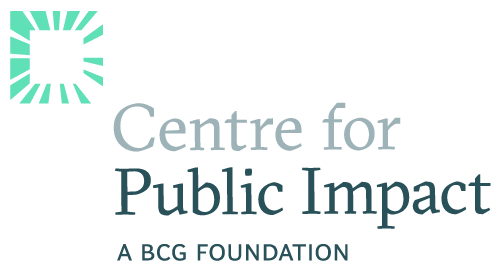 Centre for
Public Impact
A BCG FOUNDATION